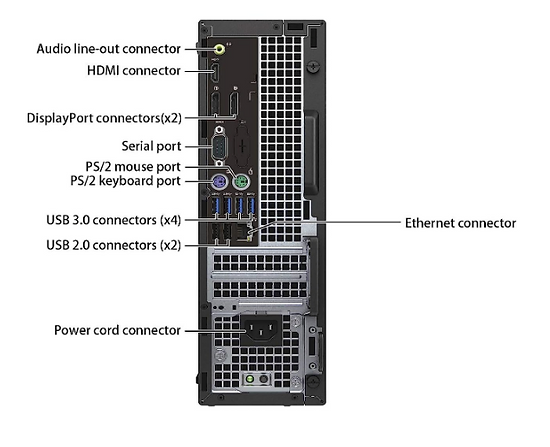 Audio line-out connector
HDMI connector
DisplayPort connectors(x2)
Serial port
PS/2 mouse port
PS/2 keyboard port
USB 3.0 connectors (x4)
Ethernet connector
USB 2.0 connectors (x2)
Power cord connector